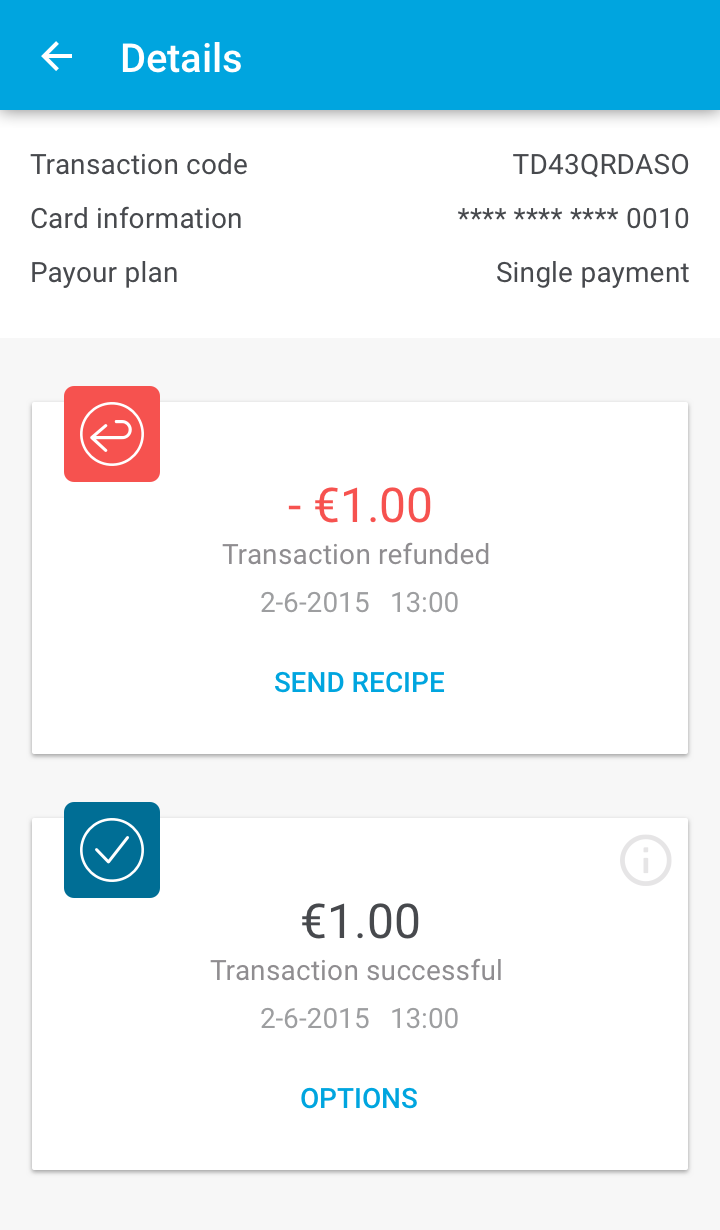 Details
Transaction code TD43QRDASO
Card information **** **** **** 0010
Payour plan Single payment
- €1.00
Transaction refunded
2-6-2015 13:00
SEND RECIPE
€1.00
Transaction successful
2-6-2015 13:00
OPTIONS